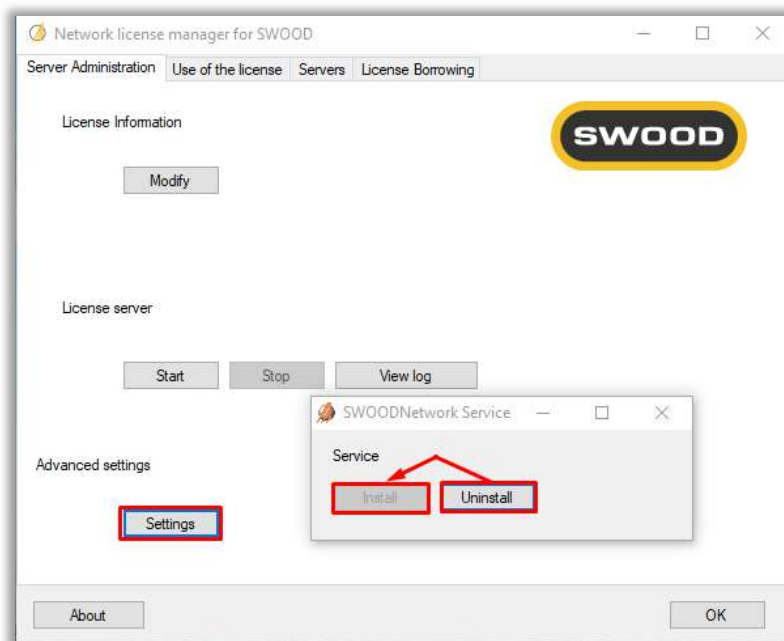 Network license manager for SWOOD
Server Administration Use of the license Servers License Borrowing
License Information
SWOOD
Modify
License server
Start Stop View log
SWOODNetwork Service
Service
Install Uninstall
Advanced settings
Settings
About OK